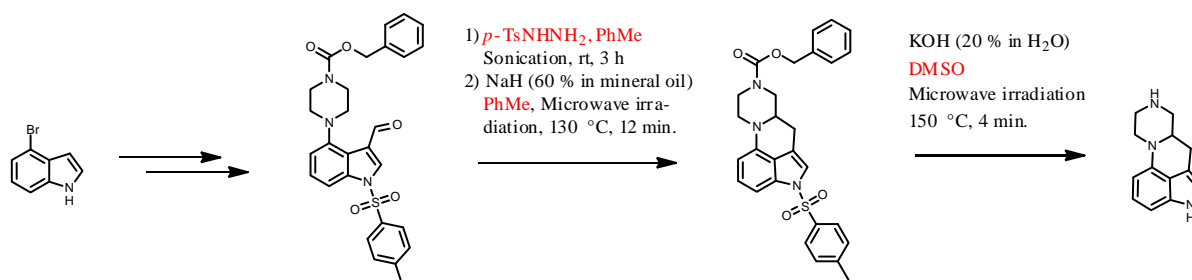 1) p-TsNHNH2, PhMe
Sonication, rt, 3 h
2) NaH (60 % in mineral oil)
PhMe, Microwave irra-
diation, 130 °C, 12 min.
KOH (20 % in H2O)
DMSO
Microwave irradiation
150 °C, 4 min.
Br
N
H
O
O
N
N
O
N
O
S
O
O
O
N
N
N
O
S
O
H
N
N
N
H